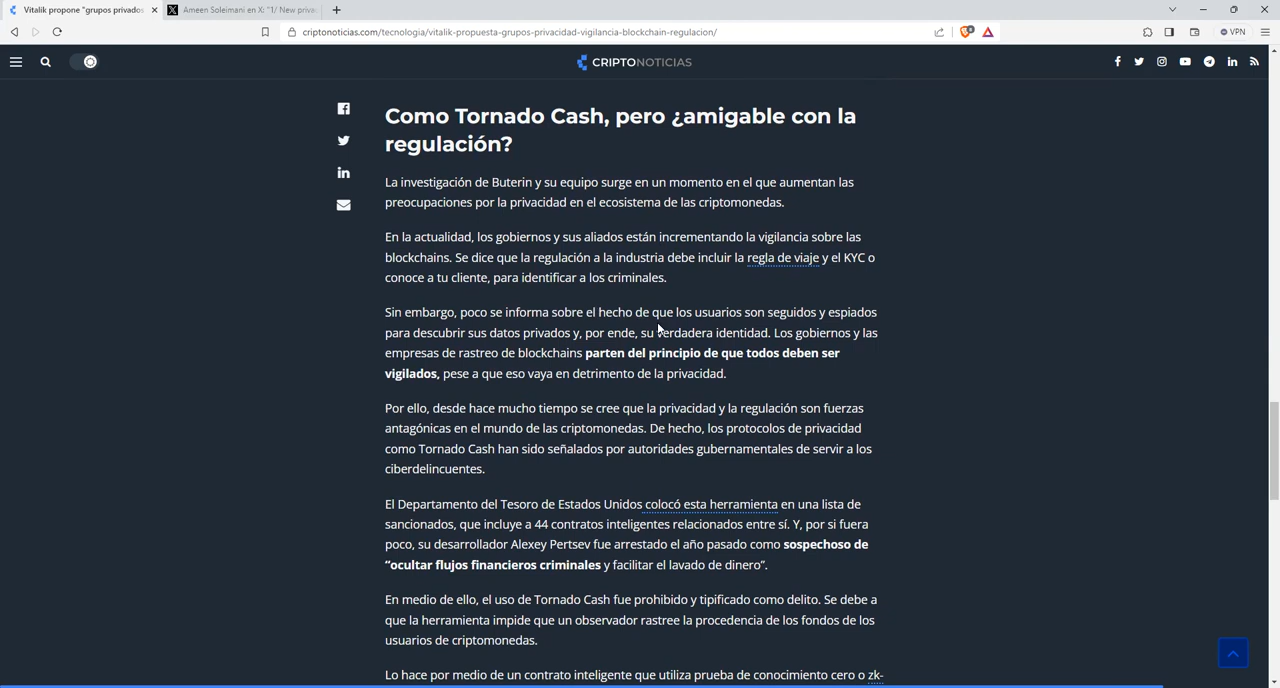 Vitalik propone "grupos privados
Ameen Soleimani en X: "1/ New priva
criptonoticias.com/tecnologia/vitalik-propuesta-grupos-privacidad-vigilancia-blockchain-regulacion/
VPN
CRIPTONOTICIAS
Como Tornado Cash, pero ¿amigable con la
regulación?
La investigación de Buterin y su equipo surge en un momento en el que aumentan las
preocupaciones por la privacidad en el ecosistema de las criptomonedas.
En la actualidad, los gobiernos y sus aliados están incrementando la vigilancia sobre las
blockchains. Se dice que la regulación a la industria debe incluir la regla de viaje y el KYC o
conoce a tu cliente, para identificar a los criminales.
Sin embargo, poco se informa sobre el hecho de que los usuarios son seguidos y espiados
para descubrir sus datos privados y, por ende, su verdadera identidad. Los gobiernos y las
empresas de rastreo de blockchains parten del principio de que todos deben ser
vigilados, pese a que eso vaya en detrimento de la privacidad.
Por ello, desde hace mucho tiempo se cree que la privacidad y la regulación son fuerzas
antagónicas en el mundo de las criptomonedas. De hecho, los protocolos de privacidad
como Tornado Cash han sido señalados por autoridades gubernamentales de servir a los
ciberdelincuentes.
El Departamento del Tesoro de Estados Unidos colocó esta herramienta en una lista de
sancionados, que incluye a 44 contratos inteligentes relacionados entre sí. Y, por si fuera
poco, su desarrollador Alexey Pertsev fue arrestado el año pasado como sospechoso de
“ocultar flujos financieros criminales y facilitar el lavado de dinero”.
En medio de ello, el uso de Tornado Cash fue prohibido y tipificado como delito. Se debe a
que la herramienta impide que un observador rastree la procedencia de los fondos de los
usuarios de criptomonedas.
Lo hace por medio de un contrato inteligente que utiliza prueba de conocimiento cero o zk-